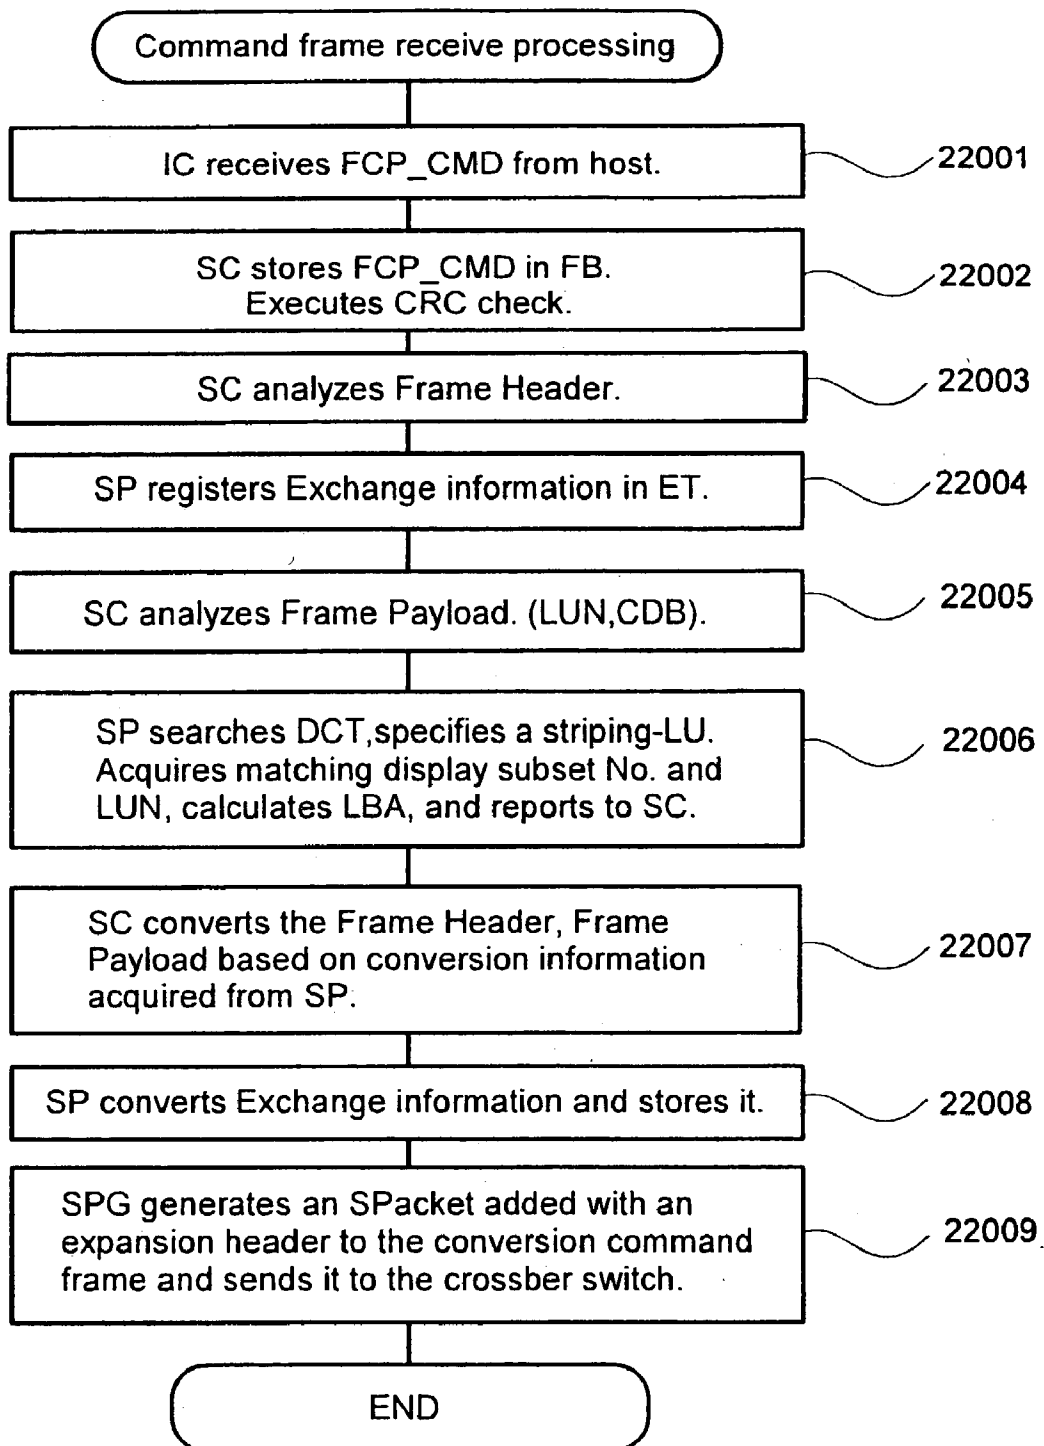 Command frame receive processing
IC receives FCP_CMD from host.
22001
SC stores FCP_CMD in FB.
Executes CRC check.
22002
SC analyzes Frame Header.
22003
SP registers Exchange information in ET.
22004
SC analyzes Frame Payload. (LUN,CDB).
22005
SP searches DCT,specifies a striping-LU.
Acquires matching display subset No. and
LUN, calculates LBA, and reports to SC.
22006
SC converts the Frame Header, Frame
Payload based on conversion information
acquired from SP.
22007
SP converts Exchange information and stores it.
22008
SPG generates an SPacket added with an
expansion header to the conversion command
frame and sends it to the crossber switch.
22009
END